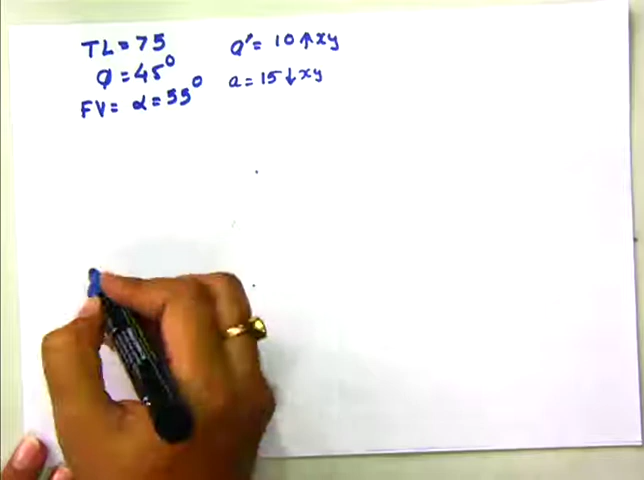 TL = 75
Φ = 45°
FV = α = 55°
a' = 10 ↑ xy
a = 15 ↓ xy